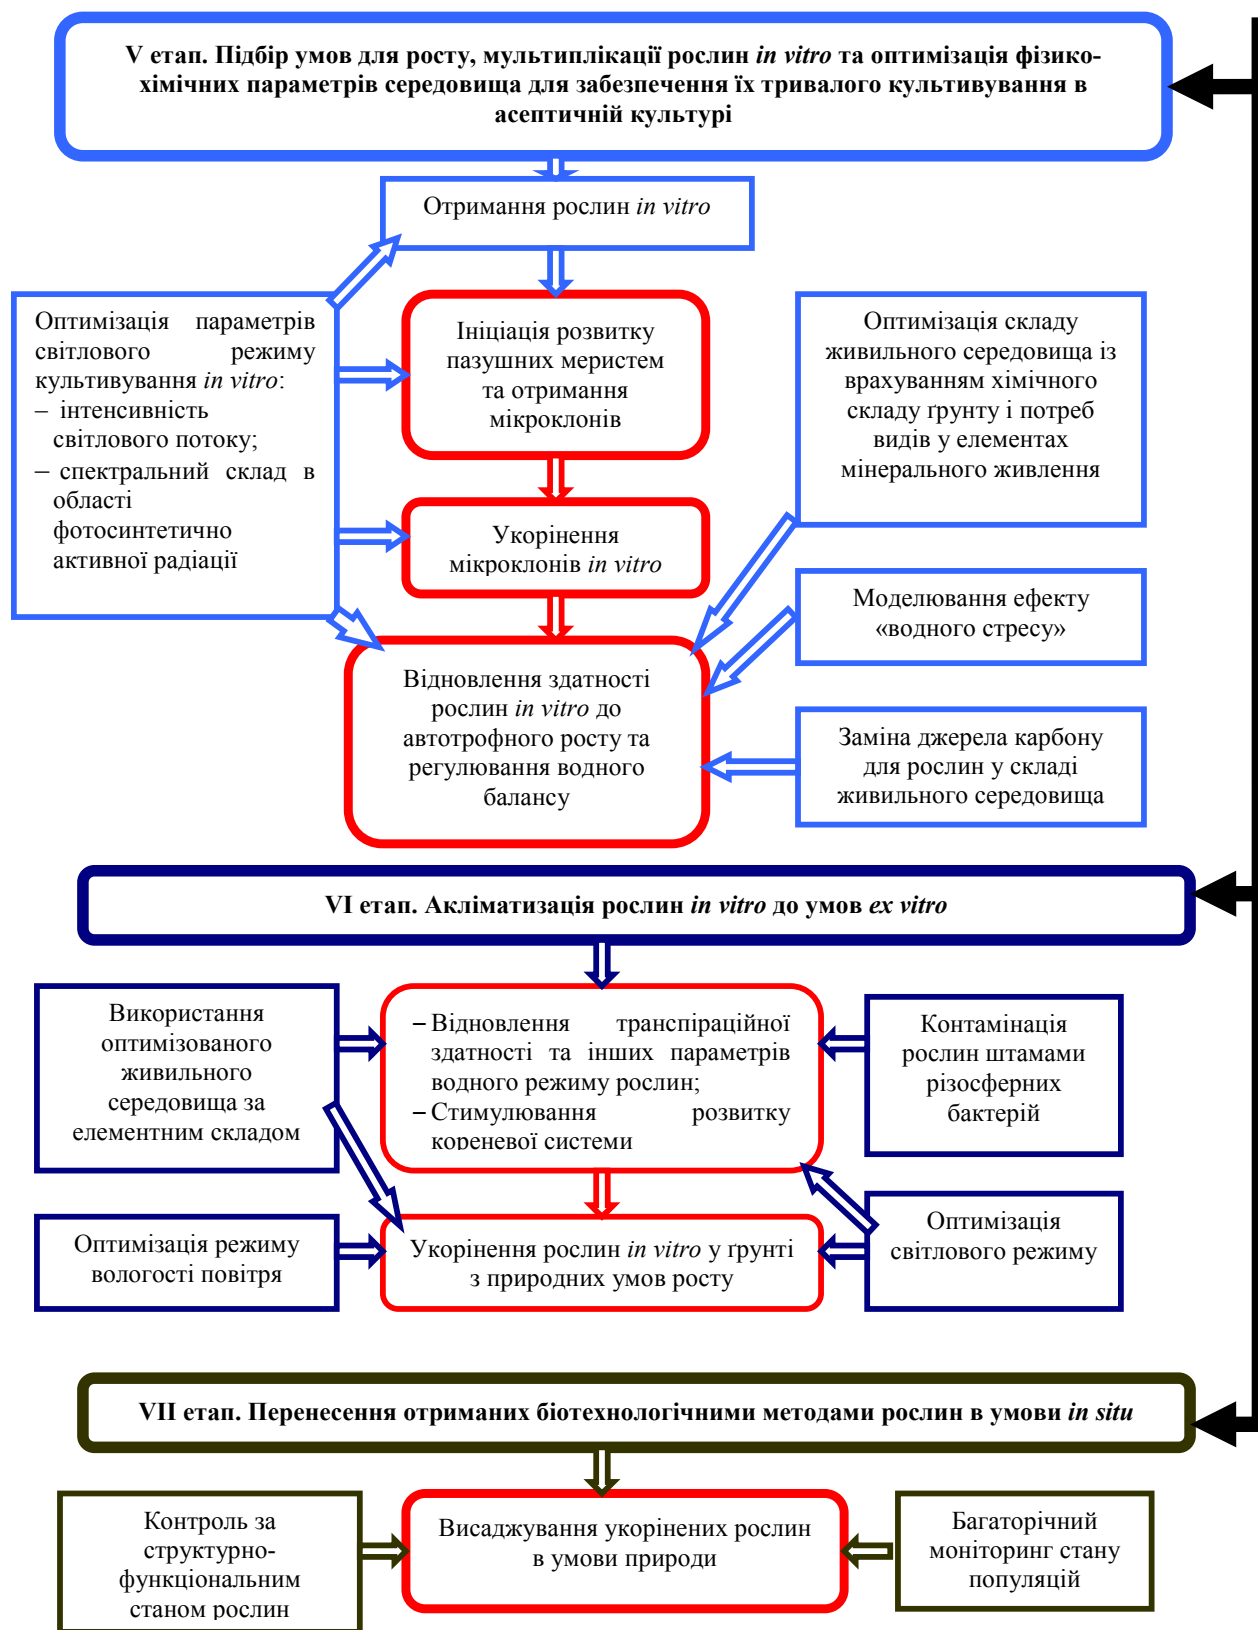 V етап. Підбір умов для росту, мультиплікації рослин in vitro та оптимізація фізико-
хімічних параметрів середовища для забезпечення їх тривалого культивування в
асептичній культурі
Отримання рослин in vitro
Оптимізація параметрів
світлового режиму
культивування in vitro:
– інтенсивність
світлового потоку;
– спектральний склад в
області
фотосинтетично
активної радіації
Ініціація розвитку
пазушних меристем
та отримання
мікроклонів
Оптимізація складу
живильного середовища із
врахуванням хімічного
складу ґрунту і потреб
видів у елементах
мінерального живлення
Укорінення
мікроклонів in vitro
Моделювання ефекту
«водного стресу»
Відновлення здатності
рослин in vitro до
автотрофного росту та
регулювання водного
балансу
Заміна джерела карбону
для рослин у складі
живильного середовища
VI етап. Акліматизація рослин in vitro до умов ex vitro
Використання
оптимізованого
живильного
середовища за
елементним складом
– Відновлення транспіраційної
здатності та інших параметрів
водного режиму рослин;
– Стимулювання розвитку
кореневої системи
Контамінація
рослин штамами
різосферних
бактерій
Оптимізація режиму
вологості повітря
Укорінення рослин in vitro у ґрунті
з природних умов росту
Оптимізація
світлового режиму
VII етап. Перенесення отриманих біотехнологічними методами рослин в умови in situ
Контроль за
структурно-
функціональним
станом рослин
Висаджування укорінених рослин
в умови природи
Багаторічний
моніторинг стану
популяцій